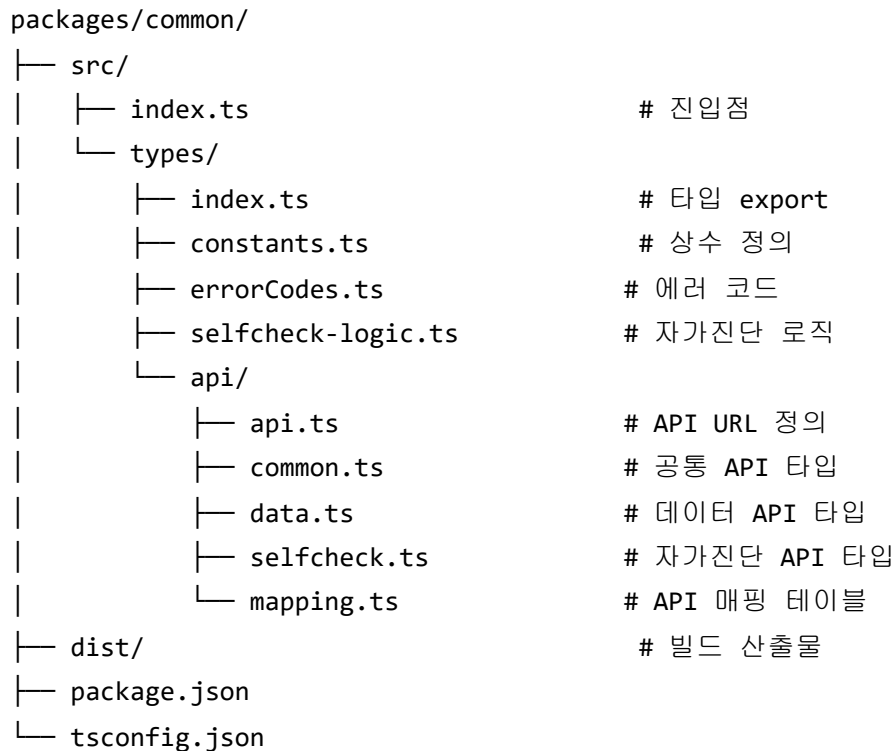 packages/common/
├── src/
│   ├── index.ts                         # 진입점
│   └── types/
│       ├── index.ts                     # 타입 export
│       ├── constants.ts                 # 상수 정의
│       ├── errorCodes.ts               # 에러 코드
│       ├── selfcheck-logic.ts          # 자가진단 로직
│       └── api/
│           ├── api.ts                  # API URL 정의
│           ├── common.ts               # 공통 API 타입
│           ├── data.ts                 # 데이터 API 타입
│           ├── selfcheck.ts            # 자가진단 API 타입
│           └── mapping.ts              # API 매핑 테이블
├── dist/                                # 빌드 산출물
├── package.json
└── tsconfig.json